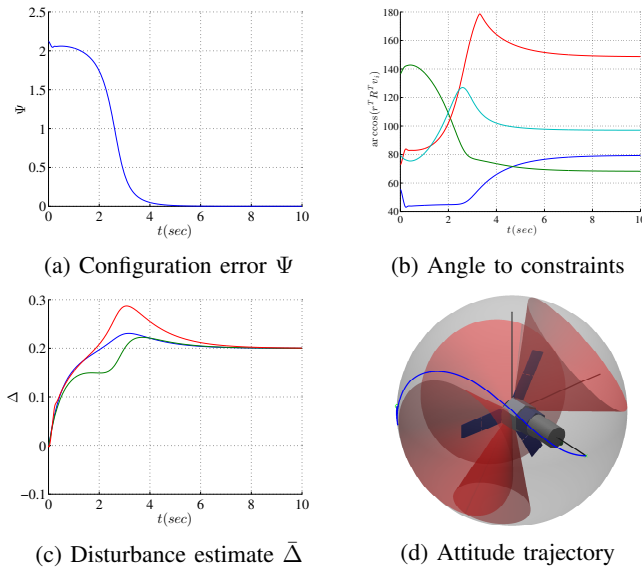 2.5
2
1.5
1
0.5
0
Ψ
0 2 4 6 8 10
t(sec)
(a) Configuration error Ψ
180
160
140
120
100
80
60
40
arccos(r^T R^T v_i)
0 2 4 6 8 10
t(sec)
(b) Angle to constraints
0.3
0.2
0.1
0
−0.1
Δ
0 2 4 6 8 10
t(sec)
(c) Disturbance estimate Δ̄
(d) Attitude trajectory